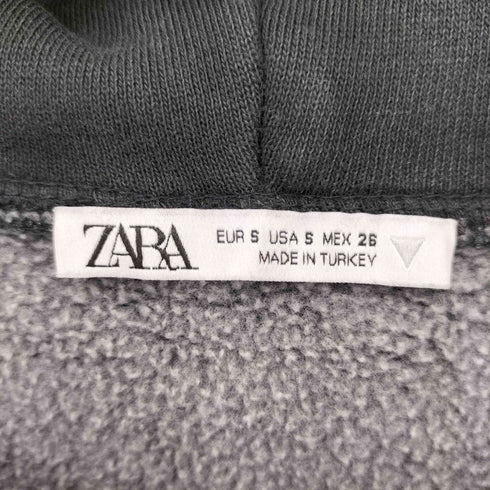 ZARA
EUR S USA S MEX 26
MADE IN TURKEY